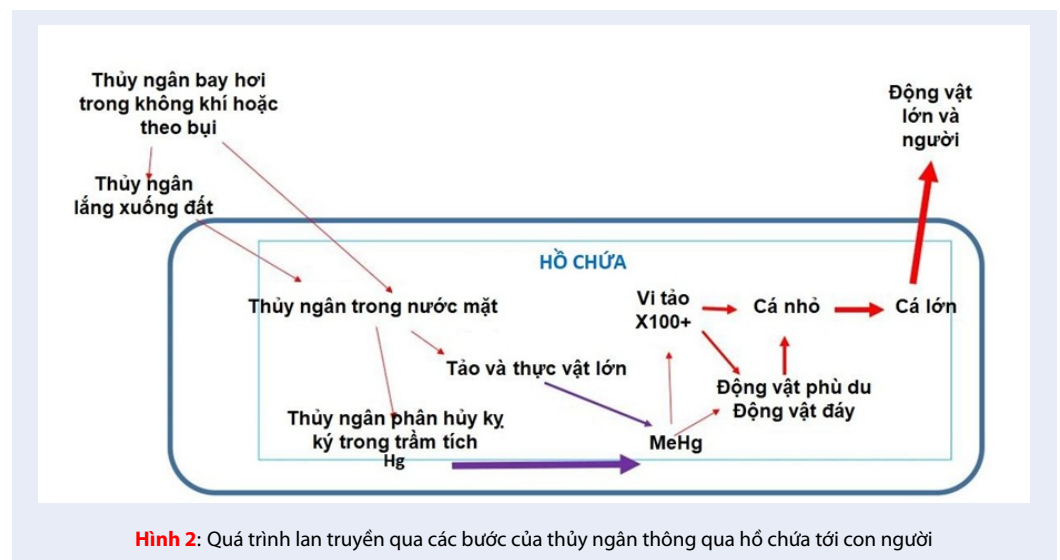 Thủy ngân bay hơi
trong không khí hoặc
theo bụi
Động vật
lớn và
người
Thủy ngân
lắng xuống đất
HỒ CHỨA
Thủy ngân trong nước mặt
Vi tảo
X100+
Cá nhỏ
Cá lớn
Tảo và thực vật lớn
Động vật phù du
Động vật đáy
Thủy ngân phân hủy kỵ
ký trong trầm tích
Hg
MeHg
Hình 2: Quá trình lan truyền qua các bước của thủy ngân thông qua hồ chứa tới con người